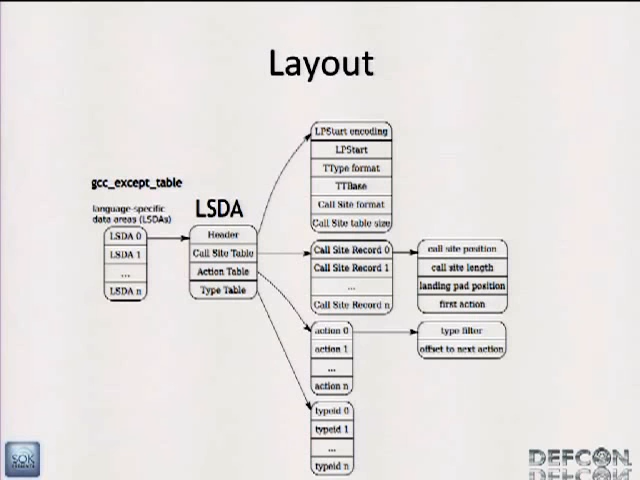 Layout
gcc_except_table
language-specific
data areas (LSDAs)
LSDA 0
LSDA 1
...
LSDA n
LSDA
Header
Call Site Table
Action Table
Type Table
LPStart encoding
LPStart
TType format
TTBase
Call Site format
Call Site table size
Call Site Record 0
Call Site Record 1
...
Call Site Record n
call site position
call site length
landing pad position
first action
action 0
action 1
...
action n
type filter
offset to next action
typeid 0
typeid 1
...
typeid n
SQK
DEFCON